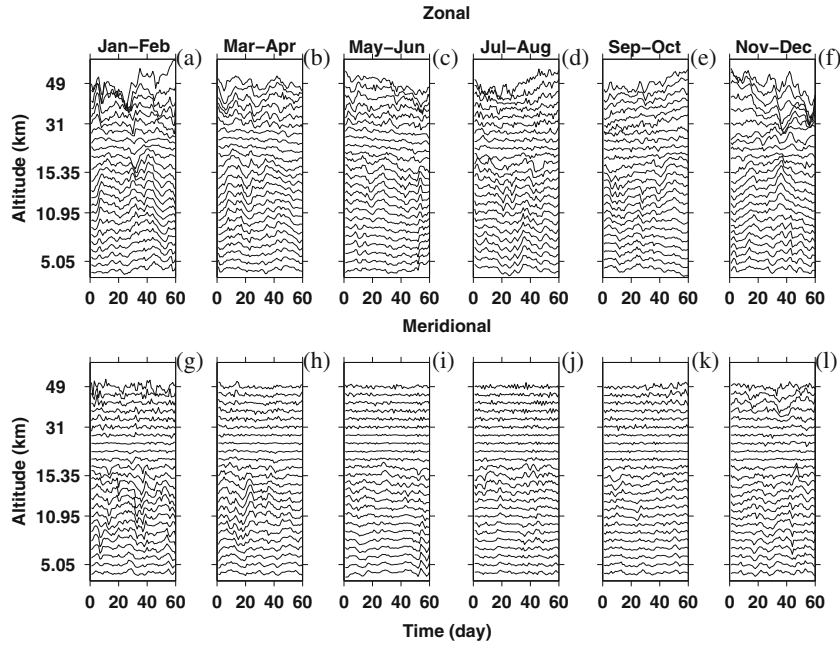 Zonal
Jan–Feb (a) Mar–Apr (b) May–Jun (c) Jul–Aug (d) Sep–Oct (e) Nov–Dec (f)
49
31
15.35
10.95
5.05
Altitude (km)
0 20 40 60 0 20 40 60 0 20 40 60 0 20 40 60 0 20 40 60 0 20 40 60
Meridional
(g) (h) (i) (j) (k) (l)
49
31
15.35
10.95
5.05
Altitude (km)
0 20 40 60 0 20 40 60 0 20 40 60 0 20 40 60 0 20 40 60 0 20 40 60
Time (day)